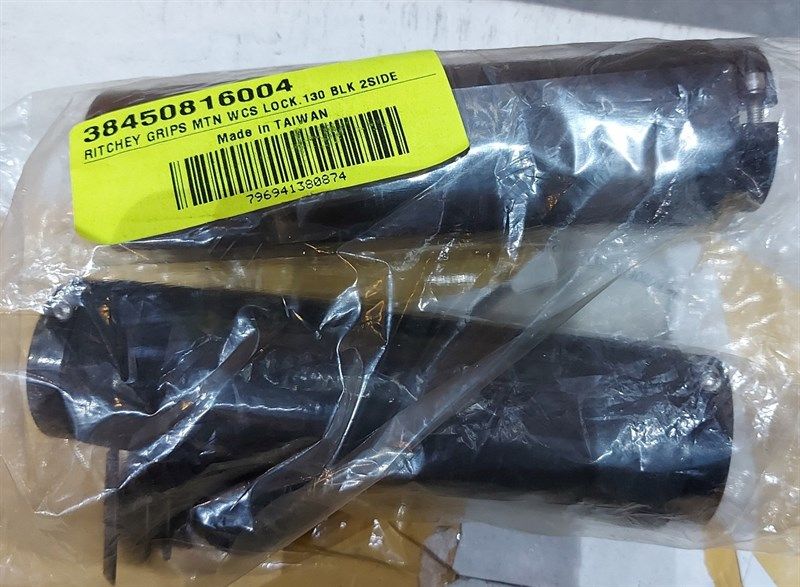 38450816004
RITCHEY GRIPS MTN WCS LOCK.130 BLK 2SIDE
Made in TAIWAN
796941380874